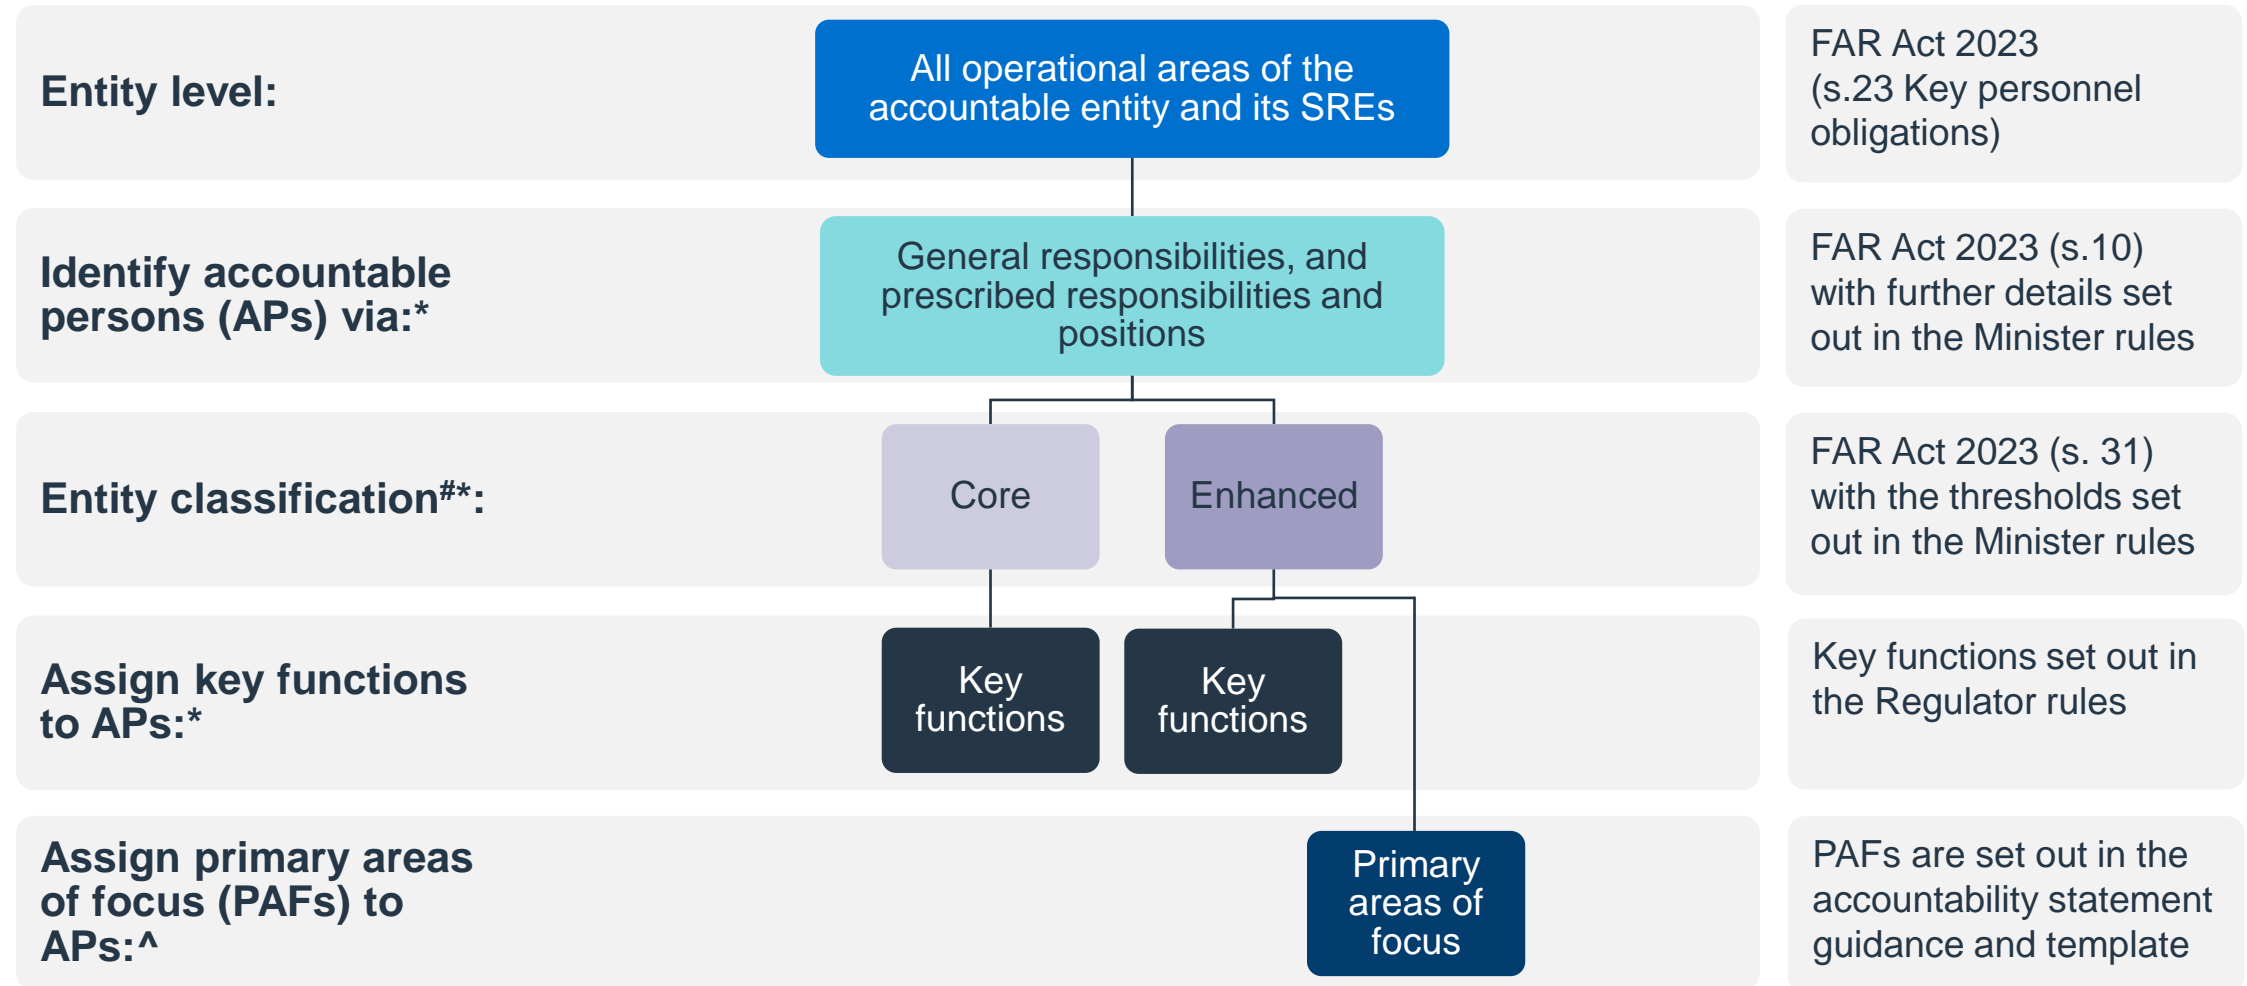 Entity level:
All operational areas of the
accountable entity and its SREs
FAR Act 2023
(s.23 Key personnel
obligations)
Identify accountable
persons (APs) via:*
General responsibilities, and
prescribed responsibilities and
positions
FAR Act 2023 (s.10)
with further details set
out in the Minister rules
Entity classification#*:
Core
Enhanced
FAR Act 2023 (s. 31)
with the thresholds set
out in the Minister rules
Assign key functions
to APs:*
Key
functions
Key
functions
Key functions set out in
the Regulator rules
Assign primary areas
of focus (PAFs) to
APs:^
Primary
areas of
focus
PAFs are set out in the
accountability statement
guidance and template